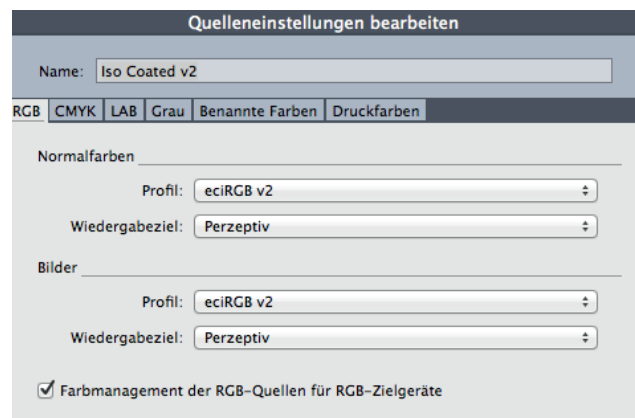 Quelleneinstellungen bearbeiten
Name: Iso Coated v2
RGB CMYK LAB Grau Benannte Farben Druckfarben
Normalfarben
Profil: eciRGB v2
Wiedergabeziel: Perzeptiv
Bilder
Profil: eciRGB v2
Wiedergabeziel: Perzeptiv
Farbmanagement der RGB-Quellen für RGB-Zielgeräte